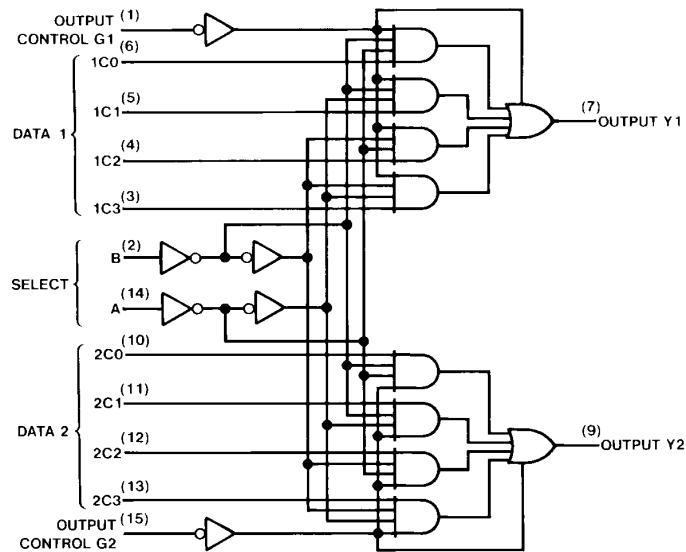 OUTPUT (1)
CONTROL G1
(6)
1C0
(5)
1C1
DATA 1
(4)
1C2
(3)
1C3
(7)
OUTPUT Y1
(2)
B
SELECT
(14)
A
(10)
2C0
(11)
2C1
DATA 2
(12)
2C2
(13)
2C3
(9)
OUTPUT Y2
OUTPUT (15)
CONTROL G2